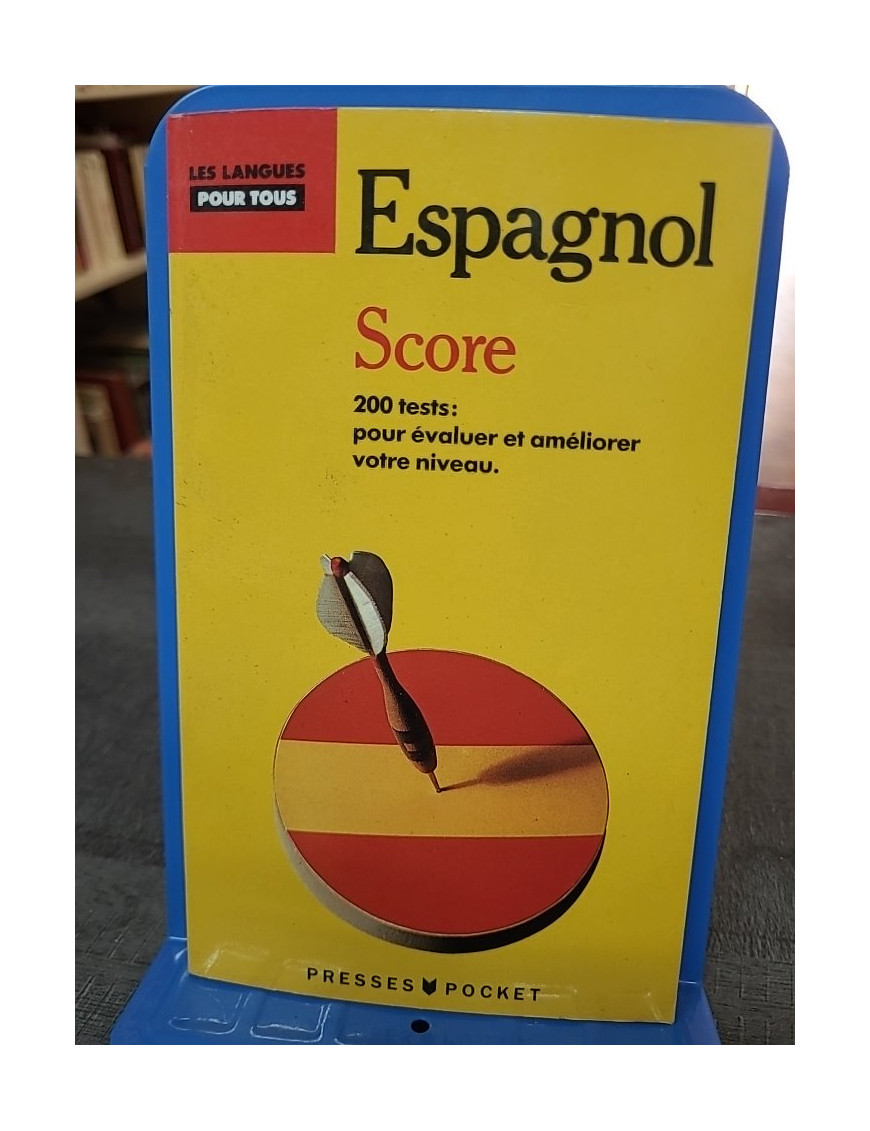 LES LANGUES
POUR TOUS
Espagnol
Score
200 tests:
pour évaluer et améliorer
votre niveau.
PRESSES POCKET